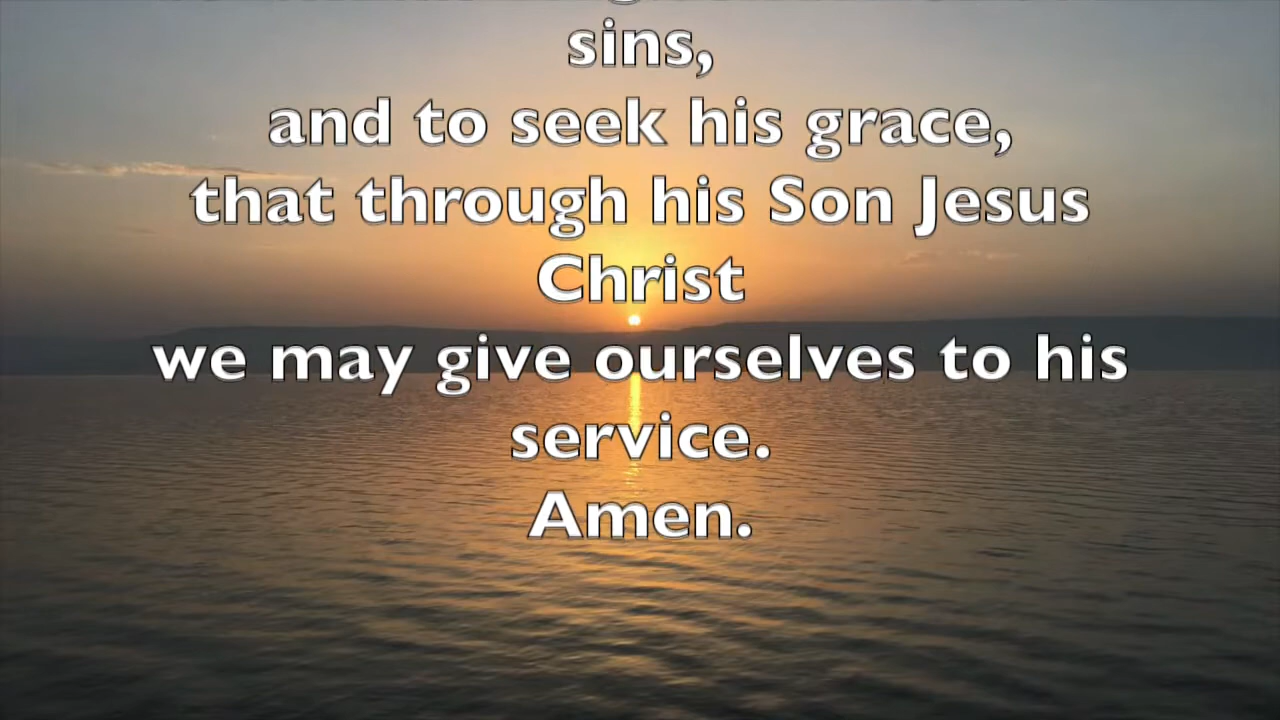 sins,
and to seek his grace,
that through his Son Jesus
Christ
we may give ourselves to his
service.
Amen.